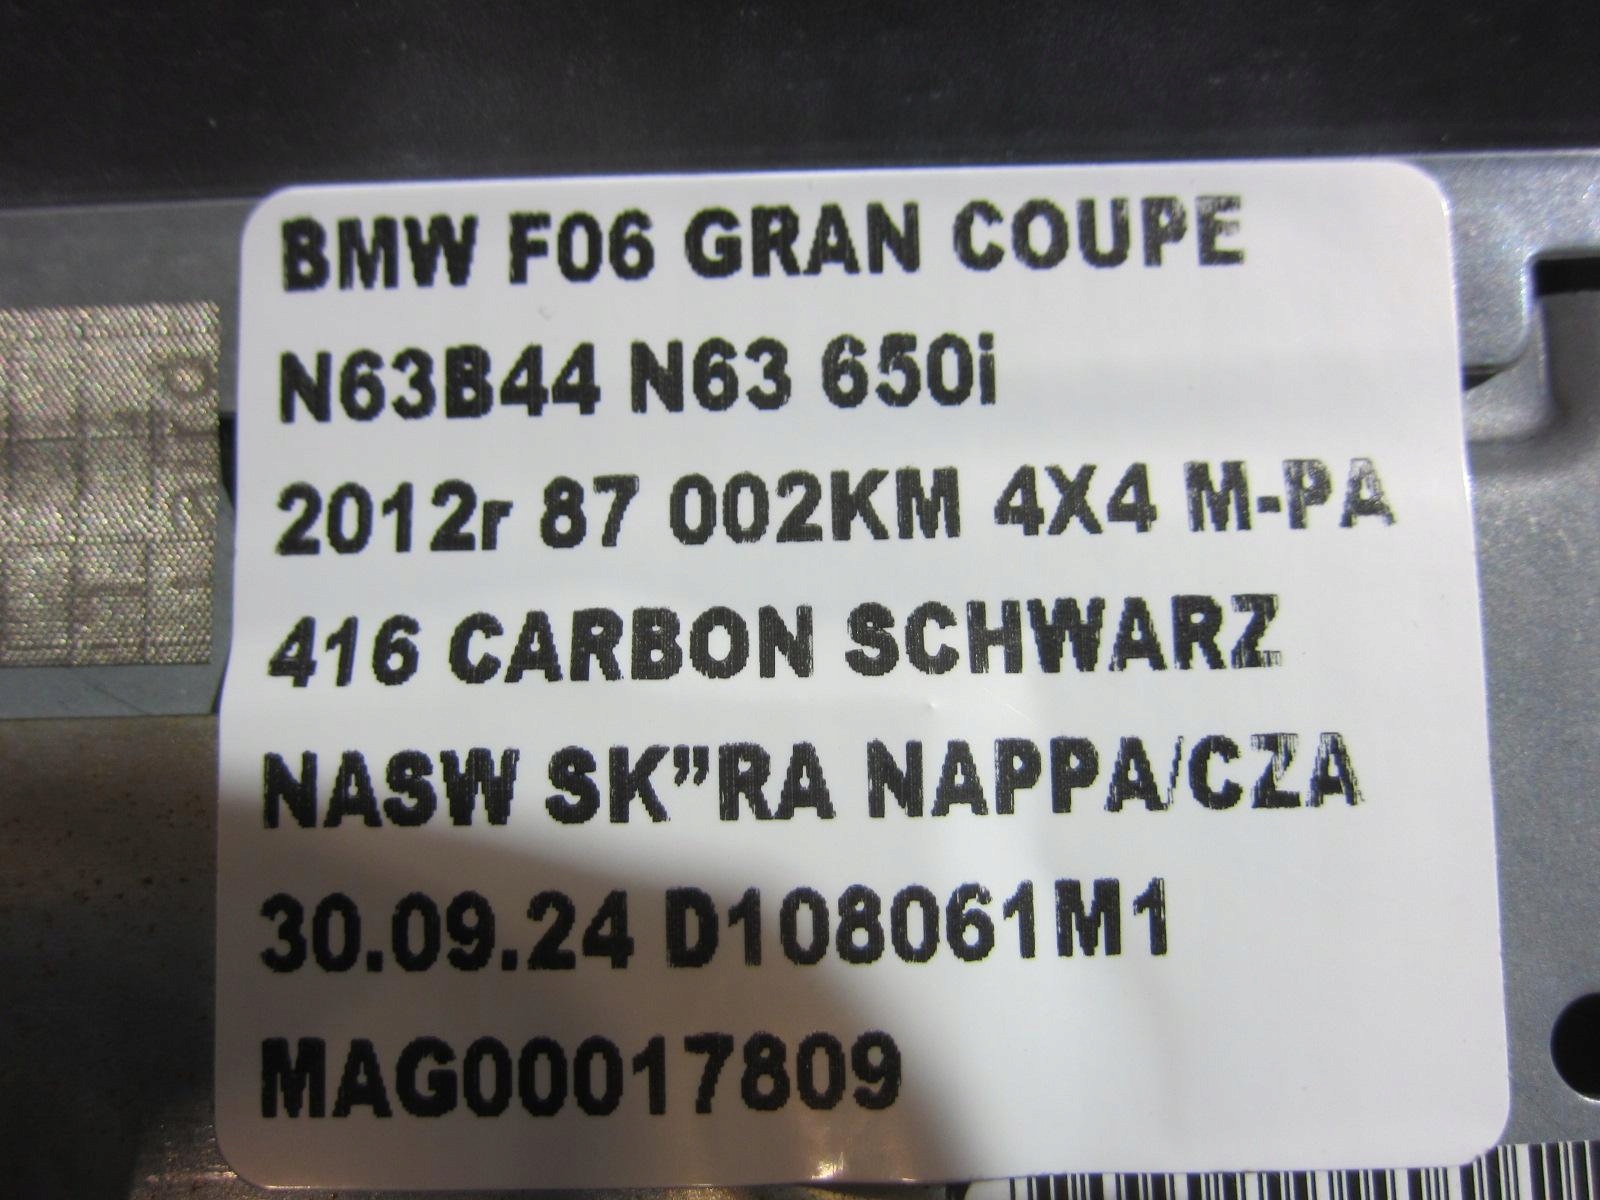 BMW F06 GRAN COUPE
N63B44 N63 650i
2012r 87 002KM 4X4 M-PA
416 CARBON SCHWARZ
NASW SK”RA NAPPA/CZA
30.09.24 D108061M1
MAG00017809